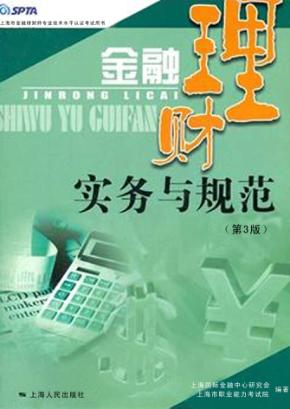 SPTA
上海市金融理财师专业技术水平认证考试用书
金融理财
JINRONG LICAI
SHIWU YU GUIFAN
实务与规范
（第3版）
LCD pan
上海国际金融中心研究会
上海市职业能力考试院
编著
上海人民出版社